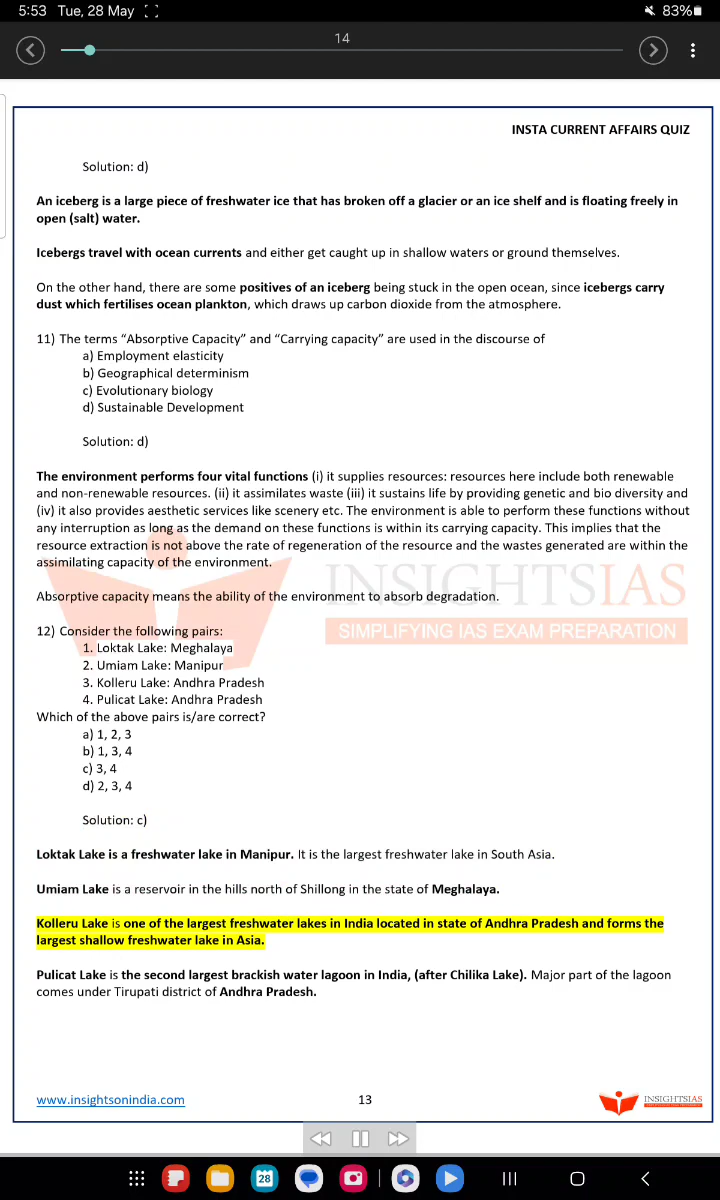 5:53 Tue, 28 May
83%
14
INSTA CURRENT AFFAIRS QUIZ
Solution: d)
An iceberg is a large piece of freshwater ice that has broken off a glacier or an ice shelf and is floating freely in
open (salt) water.
Icebergs travel with ocean currents and either get caught up in shallow waters or ground themselves.
On the other hand, there are some positives of an iceberg being stuck in the open ocean, since icebergs carry
dust which fertilises ocean plankton, which draws up carbon dioxide from the atmosphere.
11) The terms “Absorptive Capacity” and “Carrying capacity” are used in the discourse of
a) Employment elasticity
b) Geographical determinism
c) Evolutionary biology
d) Sustainable Development
Solution: d)
The environment performs four vital functions (i) it supplies resources: resources here include both renewable
and non-renewable resources. (ii) it assimilates waste (iii) it sustains life by providing genetic and bio diversity and
(iv) it also provides aesthetic services like scenery etc. The environment is able to perform these functions without
any interruption as long as the demand on these functions is within its carrying capacity. This implies that the
resource extraction is not above the rate of regeneration of the resource and the wastes generated are within the
assimilating capacity of the environment.
INSIGHTSIAS
Absorptive capacity means the ability of the environment to absorb degradation.
SIMPLIFYING IAS EXAM PREPARATION
12) Consider the following pairs:
1. Loktak Lake: Meghalaya
2. Umiam Lake: Manipur
3. Kolleru Lake: Andhra Pradesh
4. Pulicat Lake: Andhra Pradesh
Which of the above pairs is/are correct?
a) 1, 2, 3
b) 1, 3, 4
c) 3, 4
d) 2, 3, 4
Solution: c)
Loktak Lake is a freshwater lake in Manipur. It is the largest freshwater lake in South Asia.
Umiam Lake is a reservoir in the hills north of Shillong in the state of Meghalaya.
Kolleru Lake is one of the largest freshwater lakes in India located in state of Andhra Pradesh and forms the
largest shallow freshwater lake in Asia.
Pulicat Lake is the second largest brackish water lagoon in India, (after Chilika Lake). Major part of the lagoon
comes under Tirupati district of Andhra Pradesh.
www.insightsonindia.com
13
INSIGHTSIAS
28